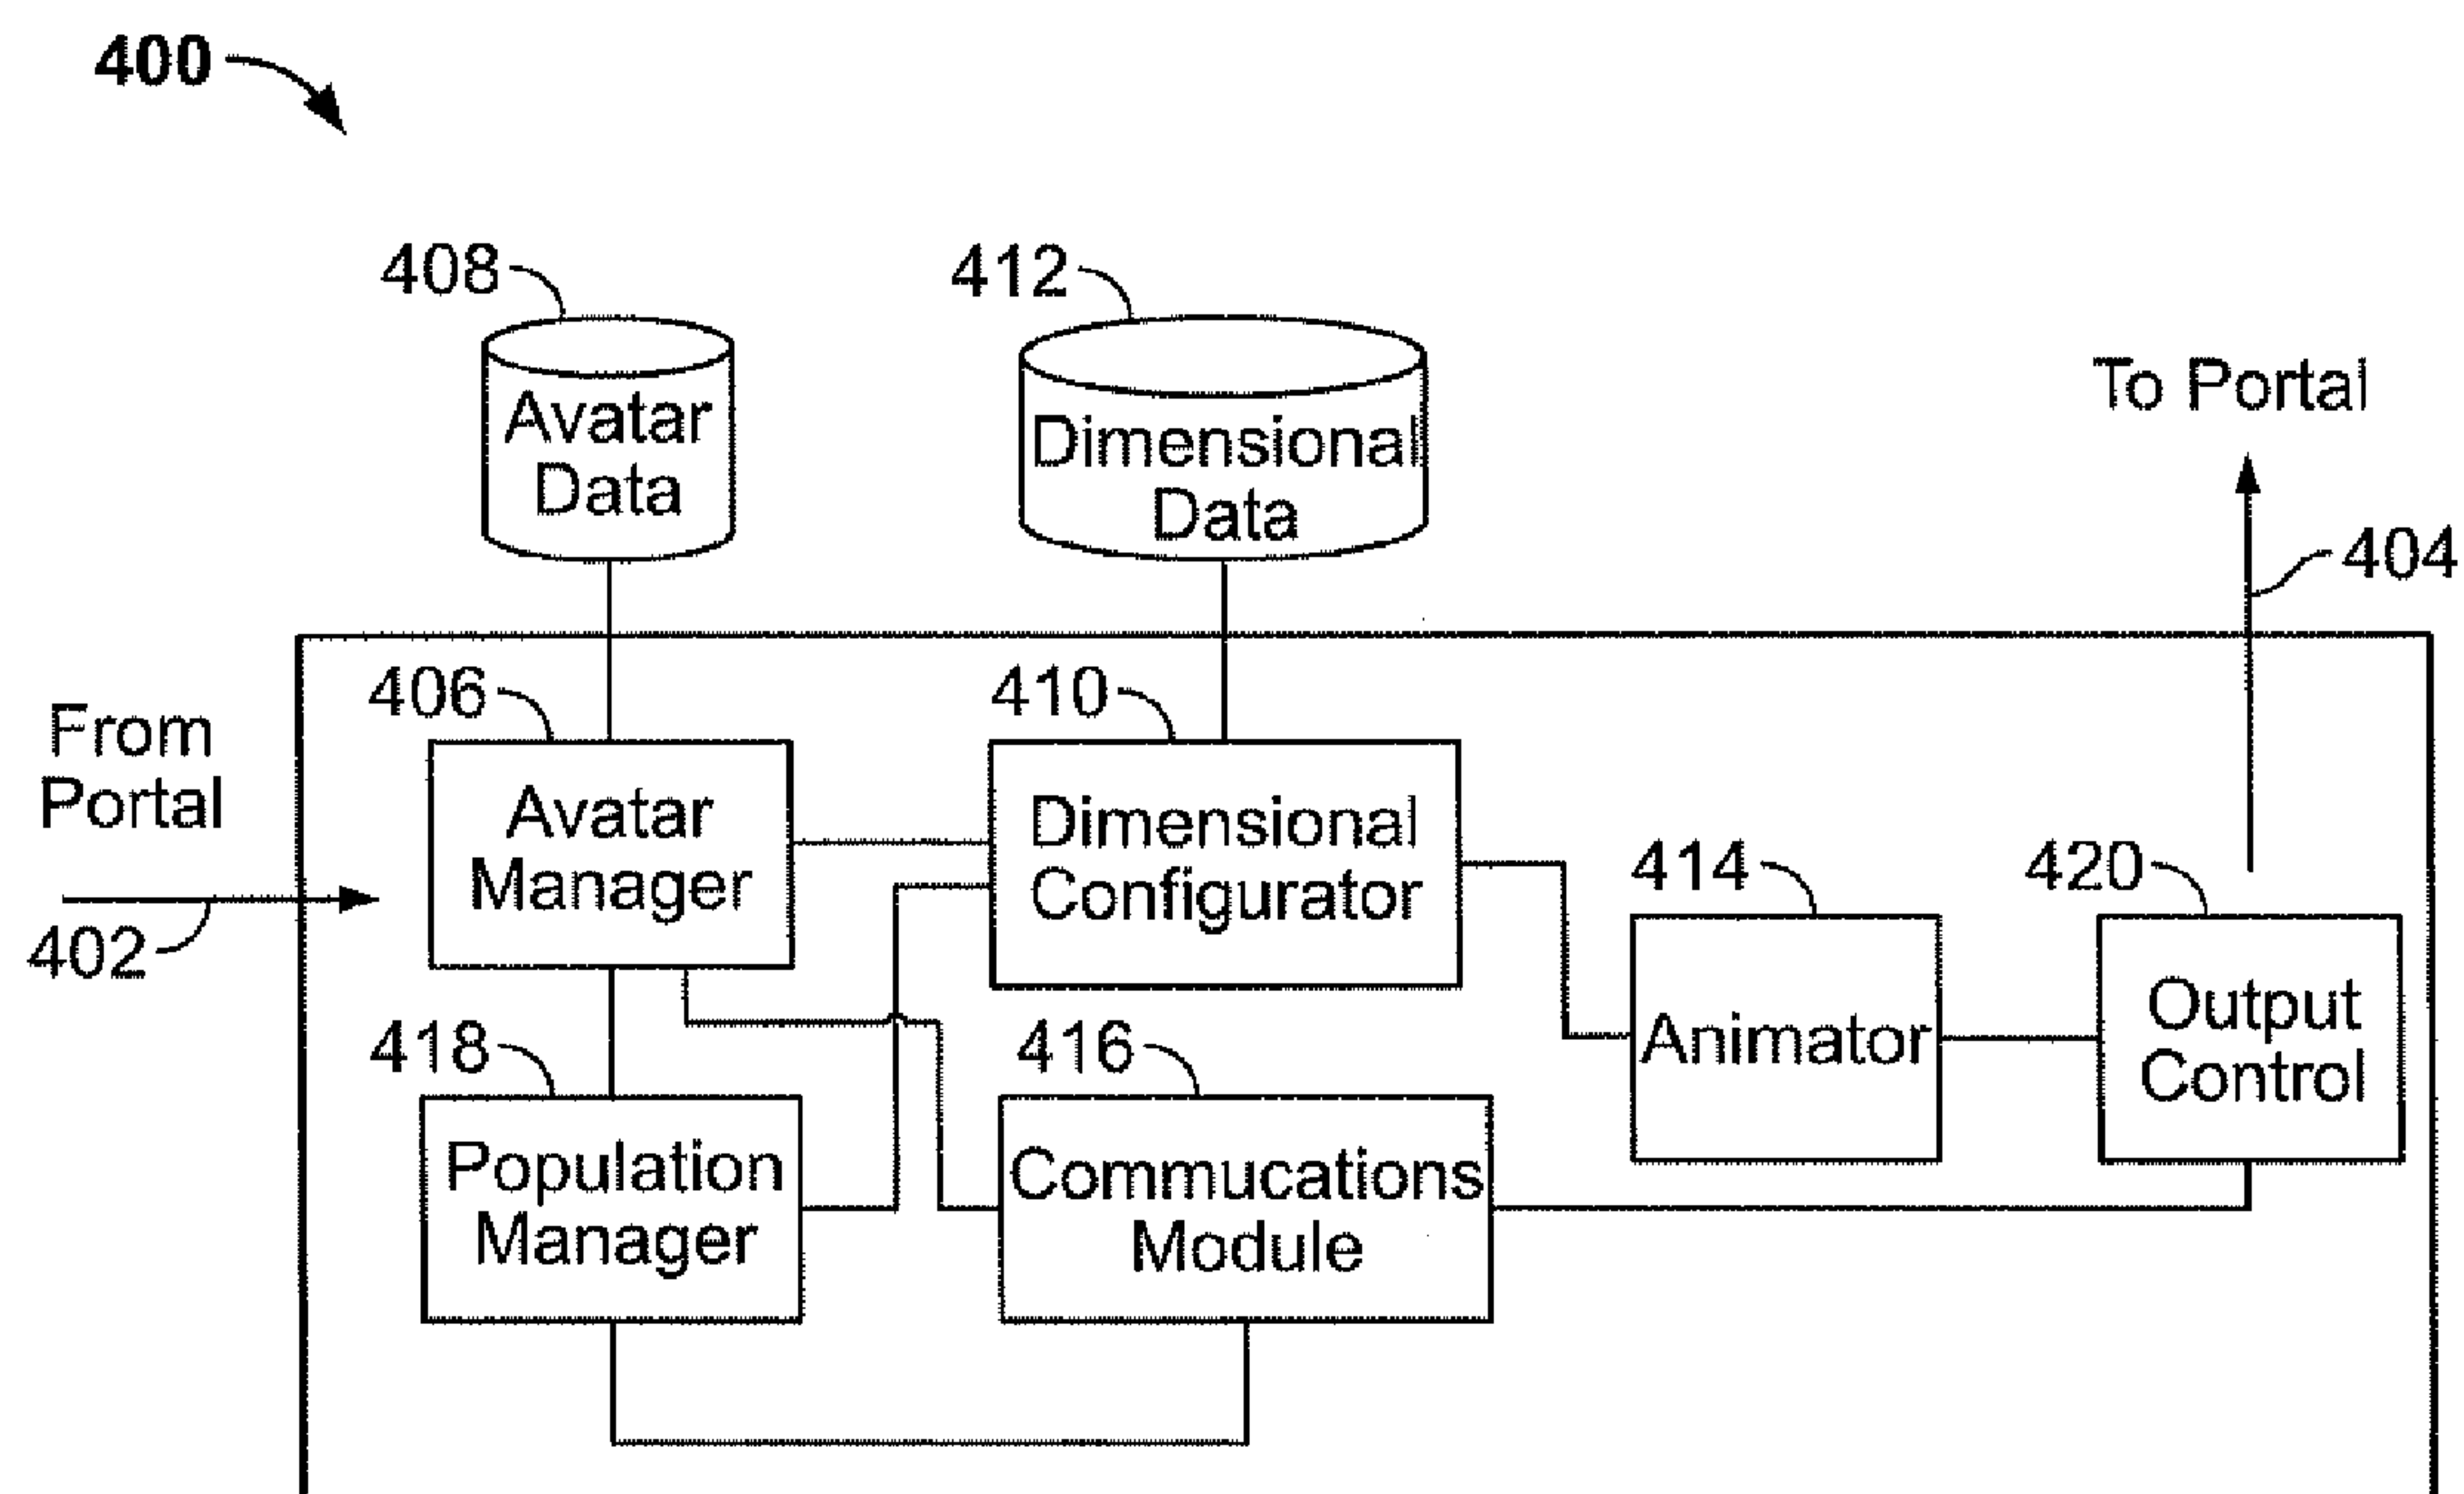 400
408
412
Avatar
Data
Dimensional
Data
To Portal
404
406
410
From
Portal
402
Avatar
Manager
Dimensional
Configurator
414
420
Animator
Output
Control
418
416
Population
Manager
Commucations
Module